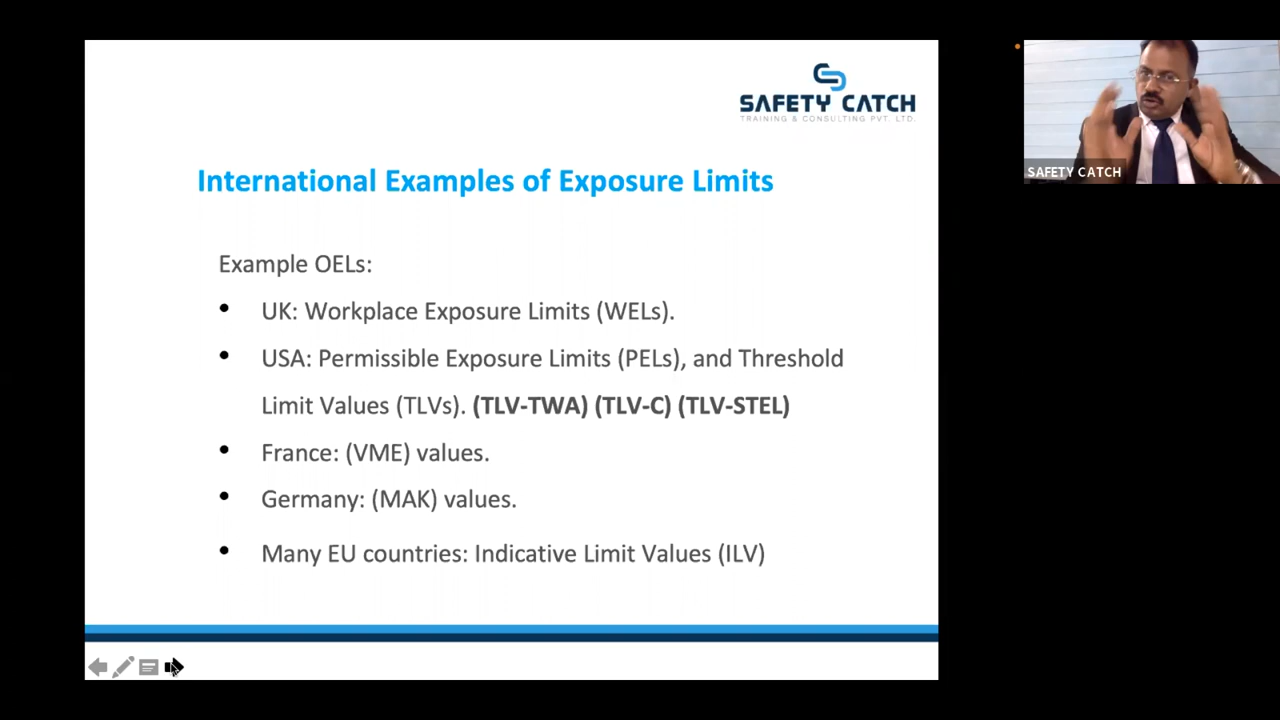 SAFETY CATCH
TRAINING & CONSULTING PVT. LTD.
International Examples of Exposure Limits
Example OELs:
• UK: Workplace Exposure Limits (WELs).
• USA: Permissible Exposure Limits (PELs), and Threshold
Limit Values (TLVs). (TLV-TWA) (TLV-C) (TLV-STEL)
• France: (VME) values.
• Germany: (MAK) values.
• Many EU countries: Indicative Limit Values (ILV)
SAFETY CATCH